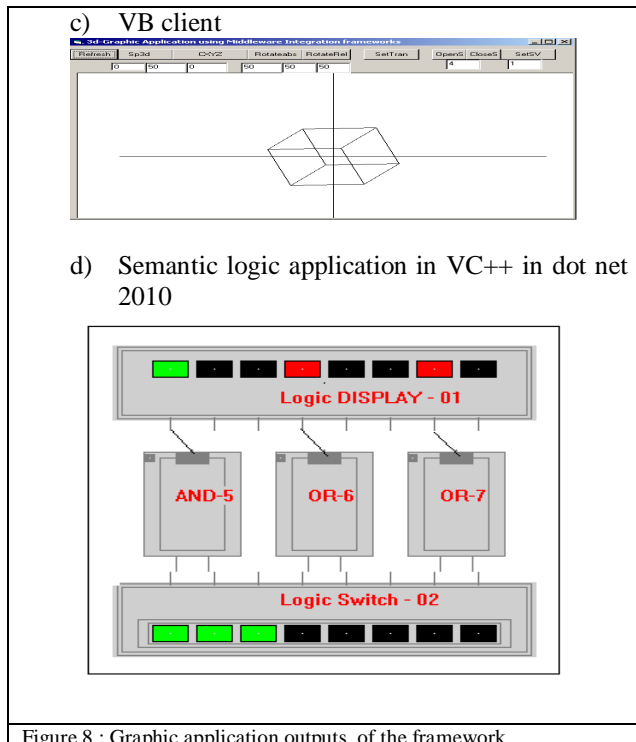 c) VB client
3d-Graphic Application using Middleware Integration frameworks
Refresh Sp3d CXYZ Rotateabs RotateRel SetTran OpenS CloseS SetSV
0 50 0 50 50 50 4 1
d) Semantic logic application in VC++ in dot net
2010
Logic DISPLAY - 01
AND-5 OR-6 OR-7
Logic Switch - 02
Figure 8 : Graphic application outputs of the framework